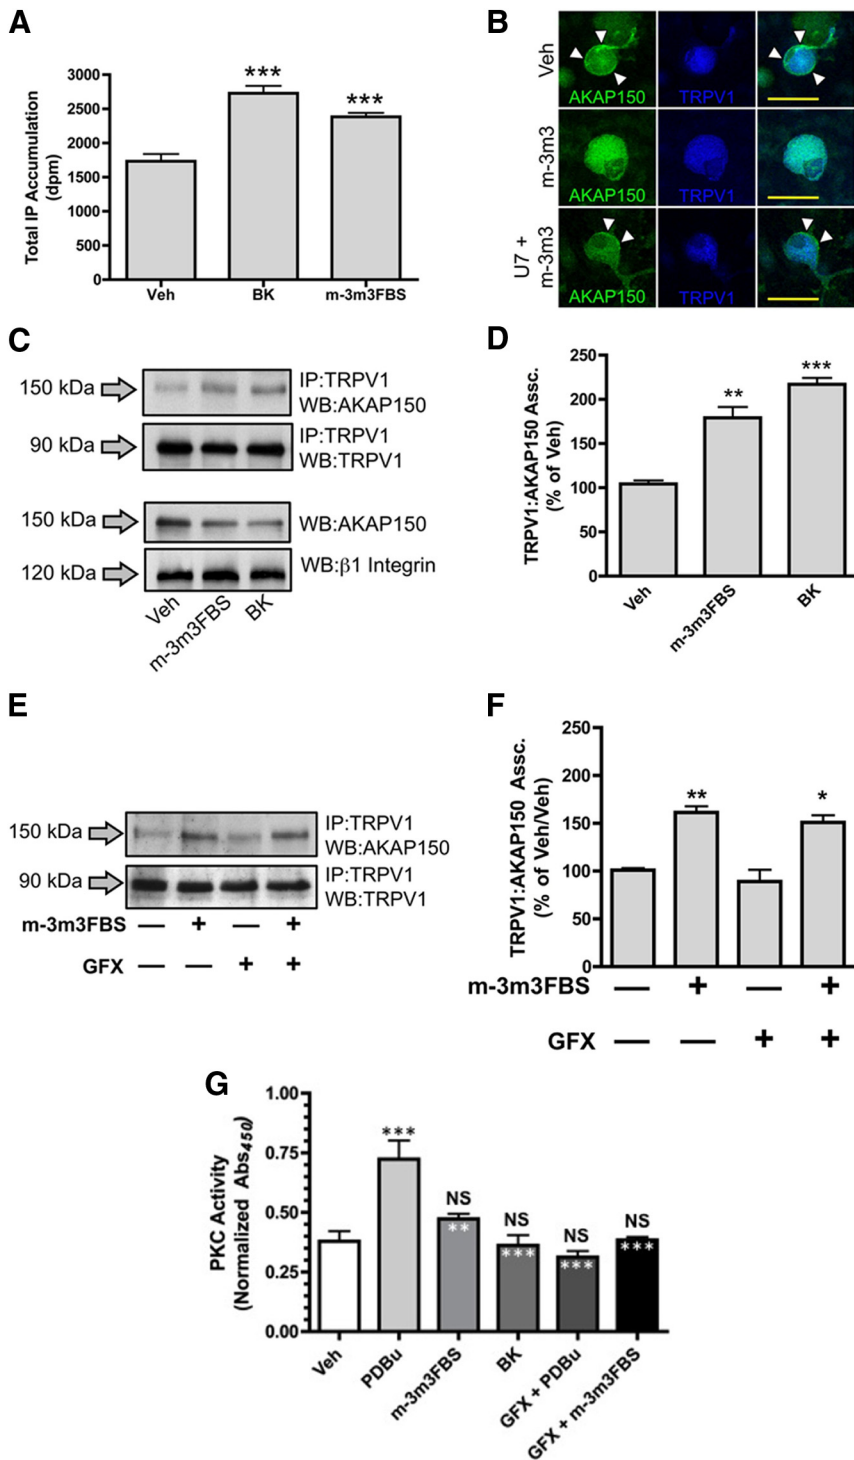 A
Total IP Accumulation
(dpm)
3000
2500
2000
1500
1000
500
0
***
***
Veh
BK
m-3m3FBS
B
Veh
AKAP150
TRPV1
m-3m3
AKAP150
TRPV1
U7 +
m-3m3
AKAP150
TRPV1
C
150 kDa
IP:TRPV1
WB:AKAP150
90 kDa
IP:TRPV1
WB:TRPV1
150 kDa
WB:AKAP150
120 kDa
WB:β1 Integrin
Veh
m-3m3FBS
BK
D
TRPV1:AKAP150 Assc.
(% of Veh)
250
200
150
100
50
0
**
***
Veh
m-3m3FBS
BK
E
150 kDa
IP:TRPV1
WB:AKAP150
90 kDa
IP:TRPV1
WB:TRPV1
m-3m3FBS — + — +
GFX — — + +
F
TRPV1:AKAP150 Assc.
(% of Veh/Veh)
250
200
150
100
50
0
**
*
m-3m3FBS — + — +
GFX — — + +
G
PKC Activity
(Normalized Abs450)
1.00
0.75
0.50
0.25
0.00
***
NS
**
NS
***
NS
***
NS
***
Veh
PDBu
m-3m3FBS
BK
GFX + PDBu
GFX + m-3m3FBS